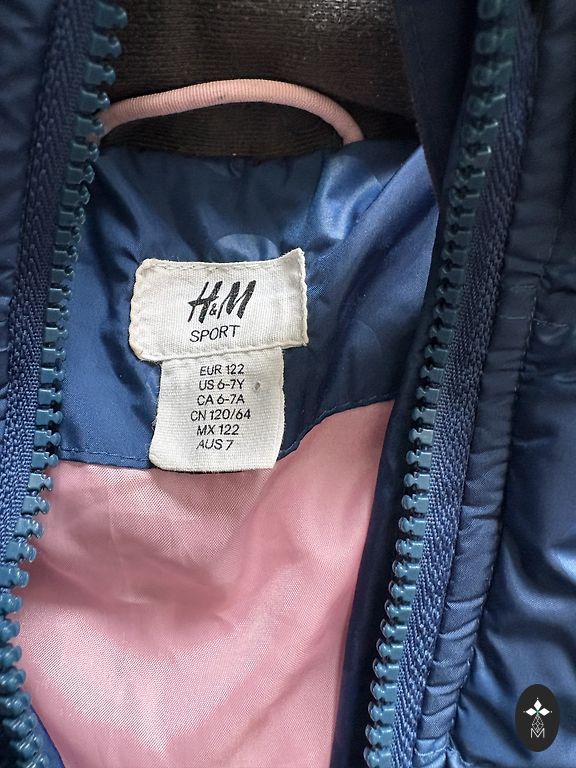 H&M
SPORT
EUR 122
US 6-7Y
CA 6-7A
CN 120/64
MX 122
AUS 7
M